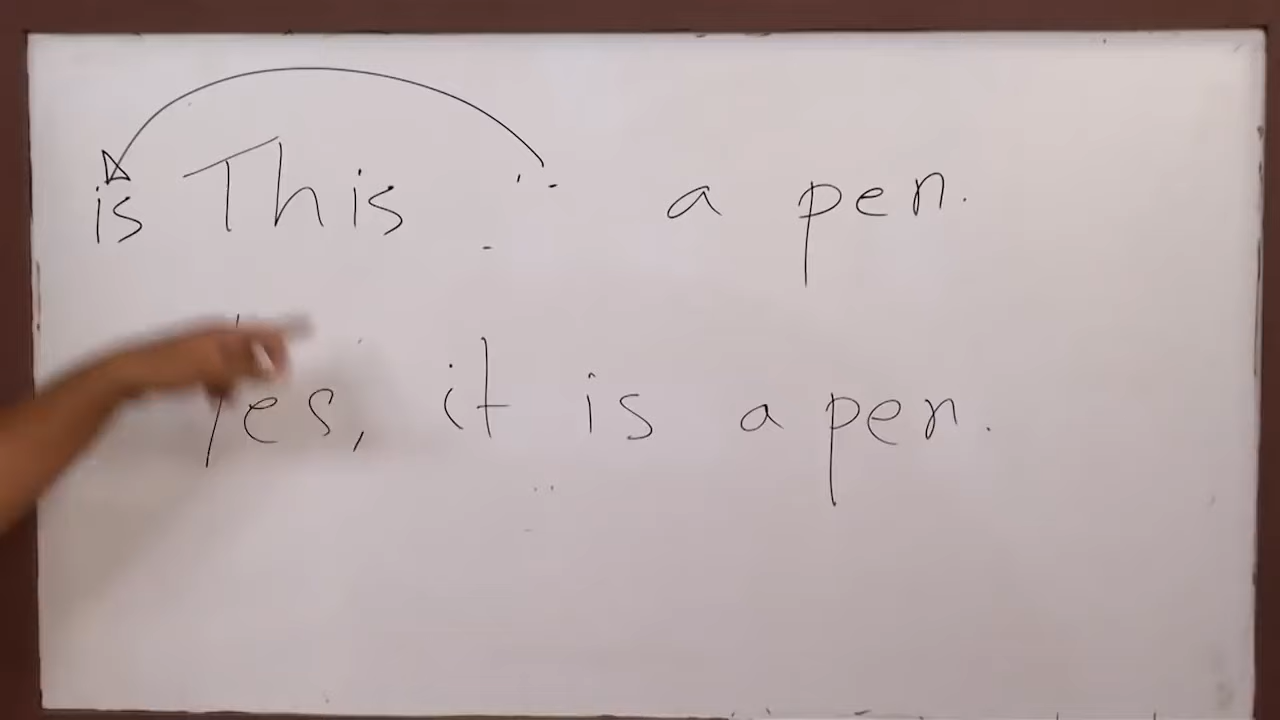 is This a pen.
Yes, it is a pen.